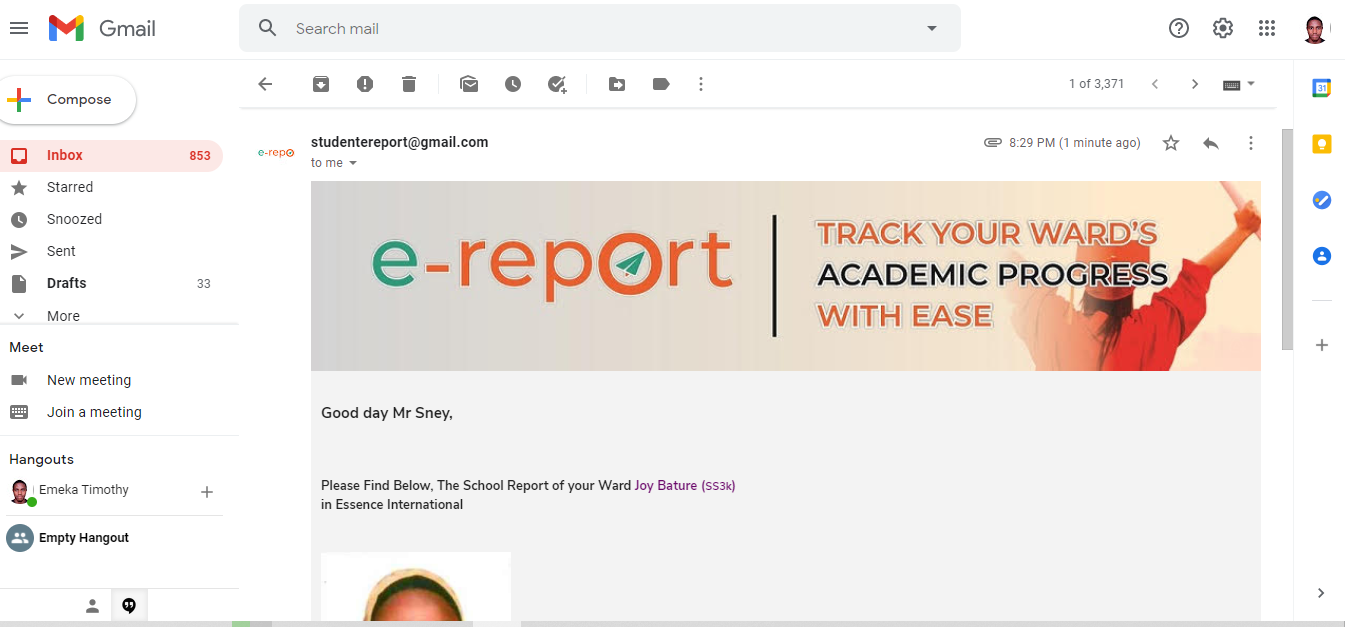 Gmail
Search mail
Compose
1 of 3,371
31
Inbox 853
Starred
Snoozed
Sent
Drafts 33
More
Meet
New meeting
Join a meeting
Hangouts
Emeka Timothy
Empty Hangout
e-repo
studentereport@gmail.com
8:29 PM (1 minute ago)
to me
e-report
TRACK YOUR WARD'S
ACADEMIC PROGRESS
WITH EASE
Good day Mr Sney,
Please Find Below, The School Report of your Ward Joy Bature (SS3k)
in Essence International